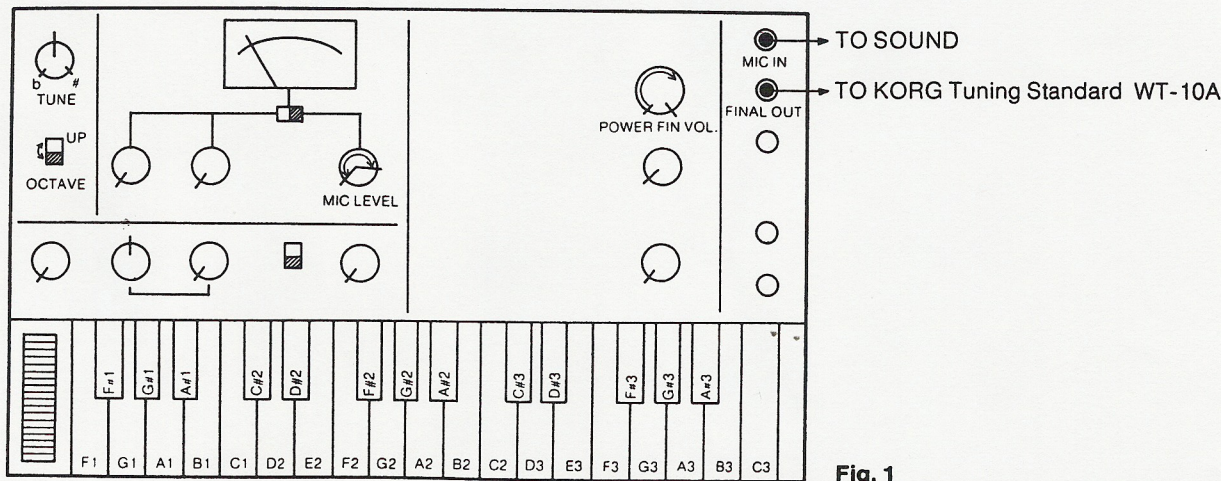 TO SOUND
MIC IN
TO KORG Tuning Standard WT-10A
FINAL OUT
b #
TUNE
UP
OCTAVE
MIC LEVEL
POWER FIN VOL.
F#1 G#1 A#1 C#2 D#2 F#2 G#2 A#2 C#3 D#3 F#3 G#3 A#3
F1 G1 A1 B1 C1 D2 E2 F2 G2 A2 B2 C2 D3 E3 F3 G3 A3 B3 C3
Fig. 1